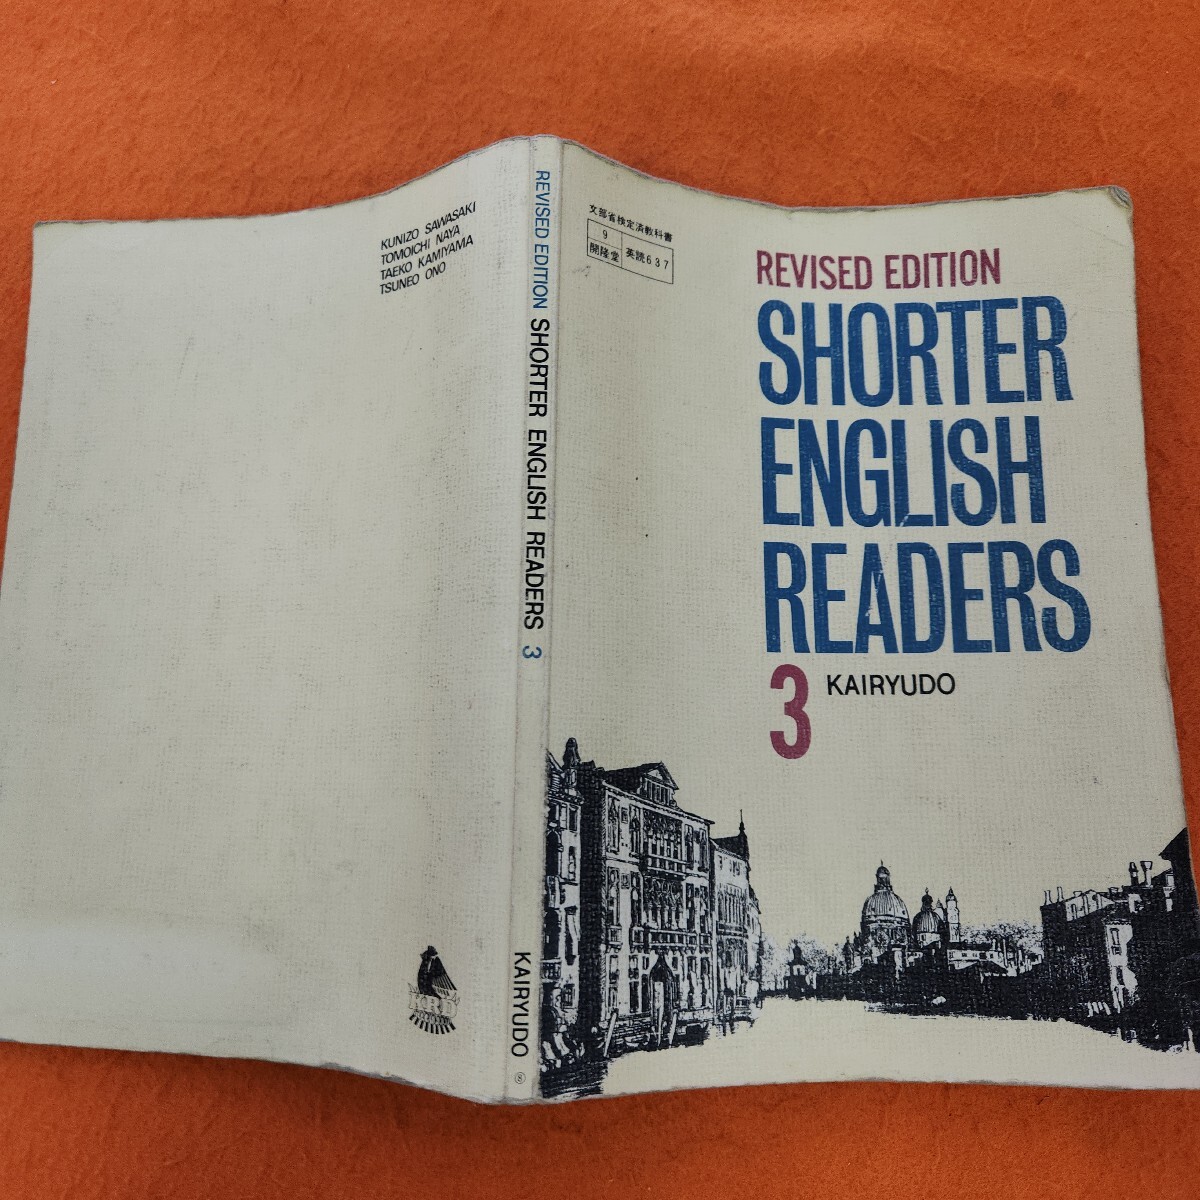 KUNIZO SAWASAKI
TOMOICHI NAYA
TAEKO KAMIYAMA
TSUNEO ONO
REVISED EDITION SHORTER ENGLISH READERS 3
KAIRYUDO
文部省検定済教科書
9
開隆堂
英読637
REVISED EDITION
SHORTER
ENGLISH
READERS
3
KAIRYUDO